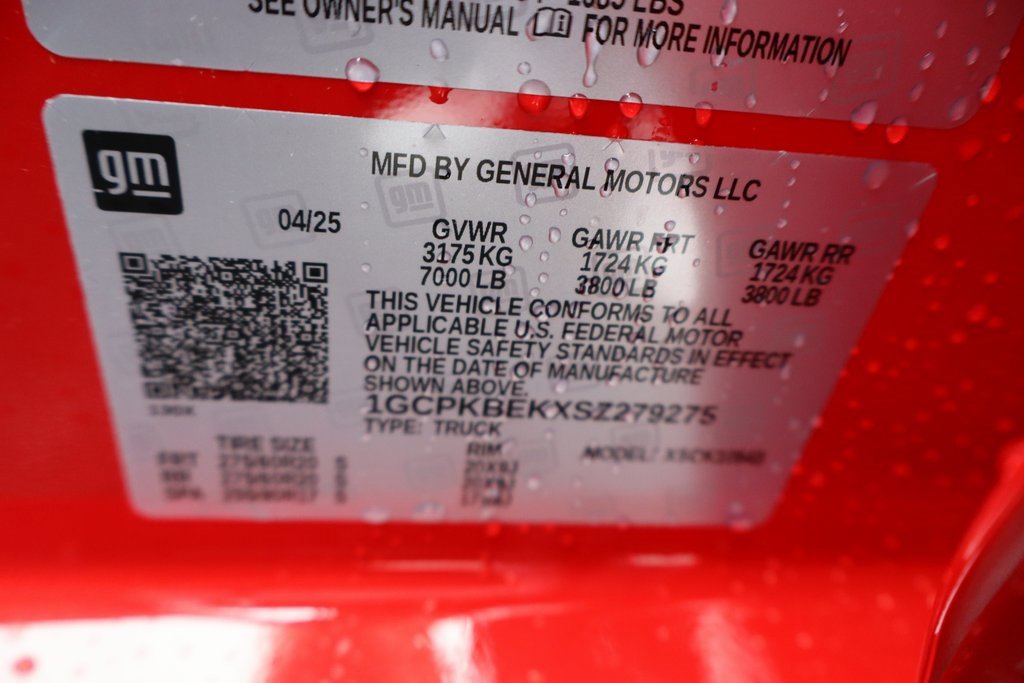 SEE OWNER'S MANUAL FOR MORE INFORMATION
gm
MFD BY GENERAL MOTORS LLC
04/25
GVWR GAWR FRT GAWR RR
3175 KG 1724 KG 1724 KG
7000 LB 3800 LB 3800 LB
THIS VEHICLE CONFORMS TO ALL
APPLICABLE U.S. FEDERAL MOTOR
VEHICLE SAFETY STANDARDS IN EFFECT
ON THE DATE OF MANUFACTURE
SHOWN ABOVE.
1GCPKBEKXSZ279275
TYPE: TRUCK
TIRE SIZE RIM MODEL: